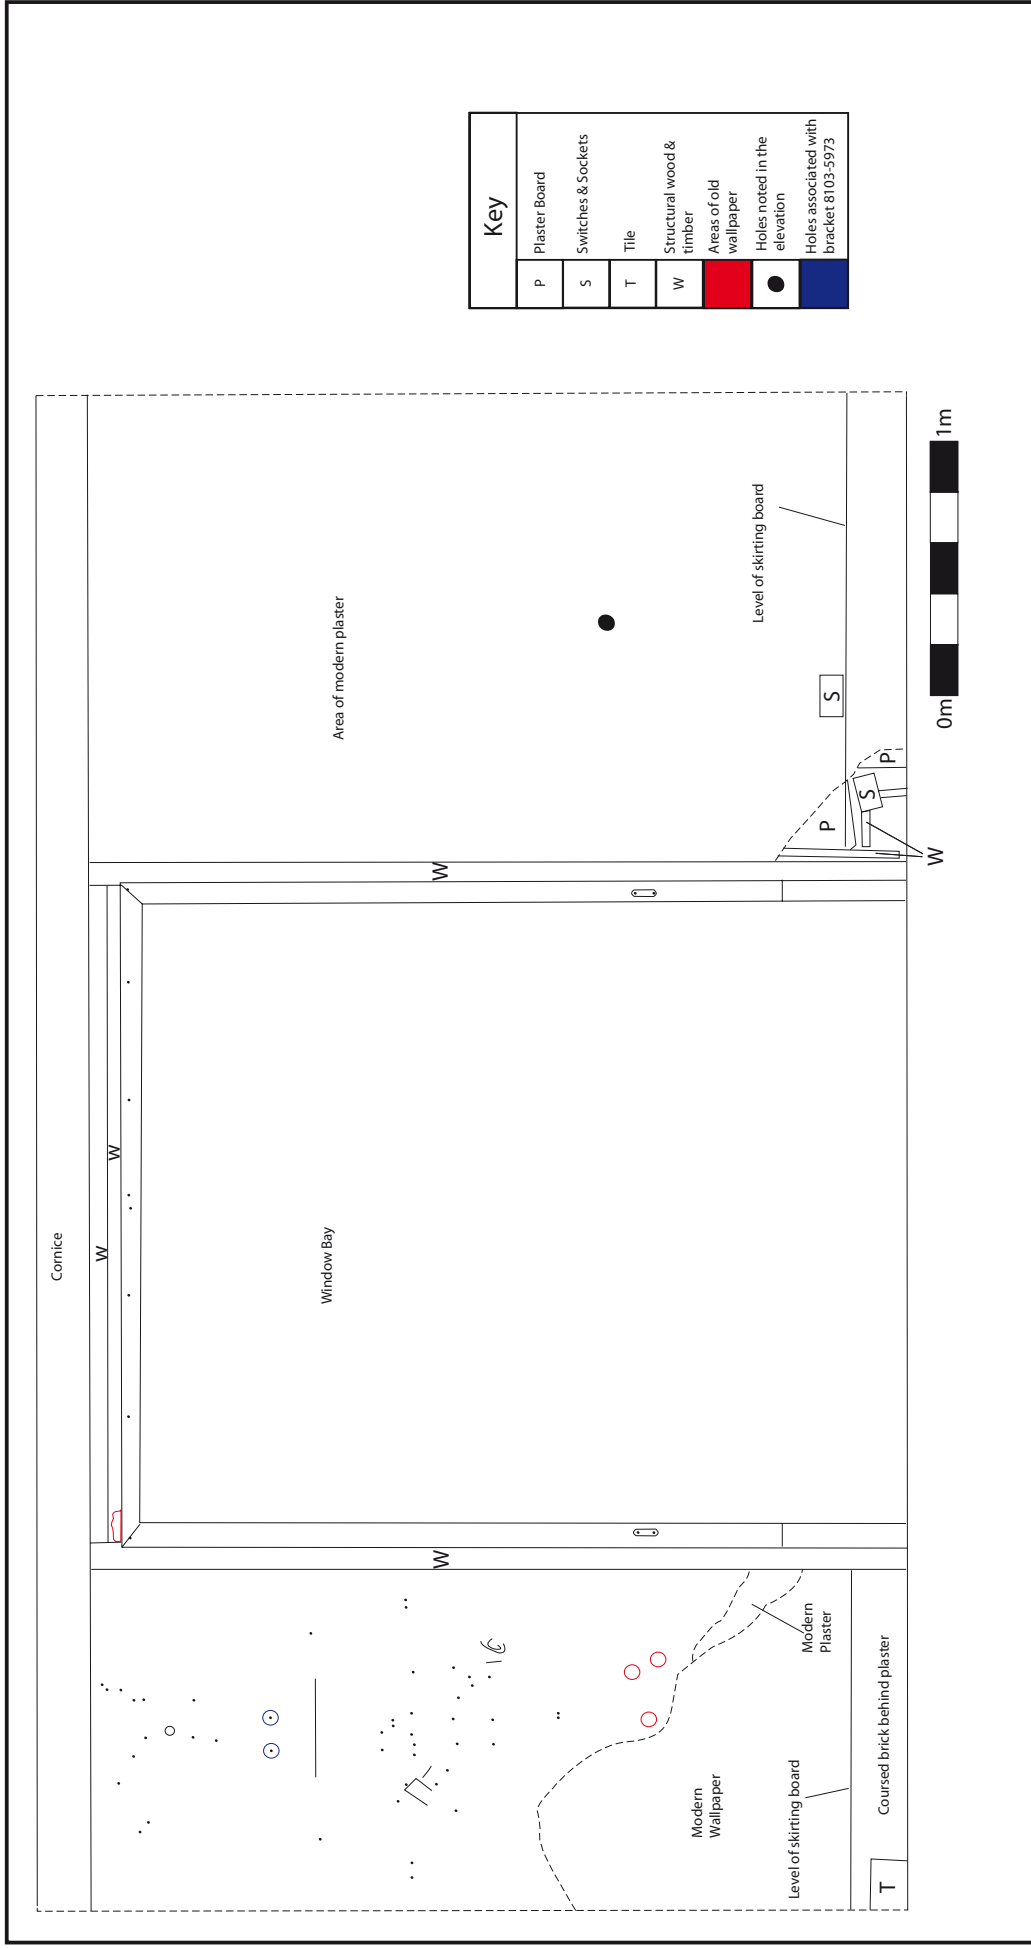 Cornice
W
W
Window Bay
Area of modern plaster
W
W
Modern
Plaster
Modern
Wallpaper
Level of skirting board
Coursed brick behind plaster
T
Level of skirting board
S
P
S
P
W
0m
1m
Key
P
Plaster Board
S
Switches & Sockets
T
Tile
W
Structural wood &
timber
Areas of old
wallpaper
Holes noted in the
elevation
Holes associated with
bracket 8103-5973